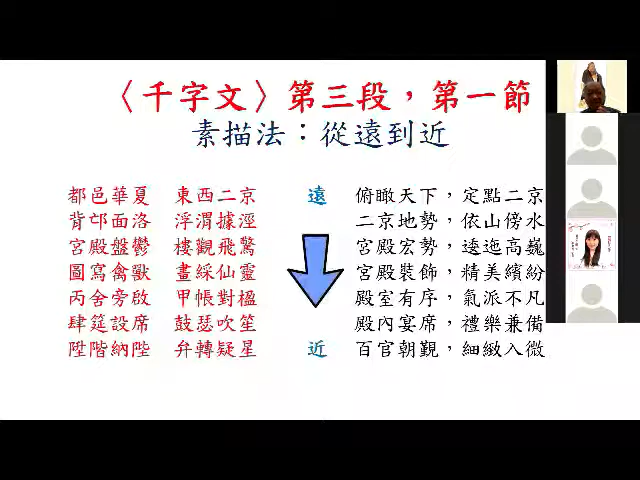 〈千字文〉第三段，第一節
素描法：從遠到近
都邑華夏 東西二京 遠 俯瞰天下，定點二京
背邙面洛 浮渭據涇 二京地勢，依山傍水
宮殿盤鬱 樓觀飛驚 宮殿宏勢，逶迤高巍
圖寫禽獸 畫綵仙靈 宮殿裝飾，精美繽紛
丙舍旁啟 甲帳對楹 殿室有序，氣派不凡
肆筵設席 鼓瑟吹笙 殿內宴席，禮樂兼備
陞階納陛 弁轉疑星 近 百官朝覲，細緻入微